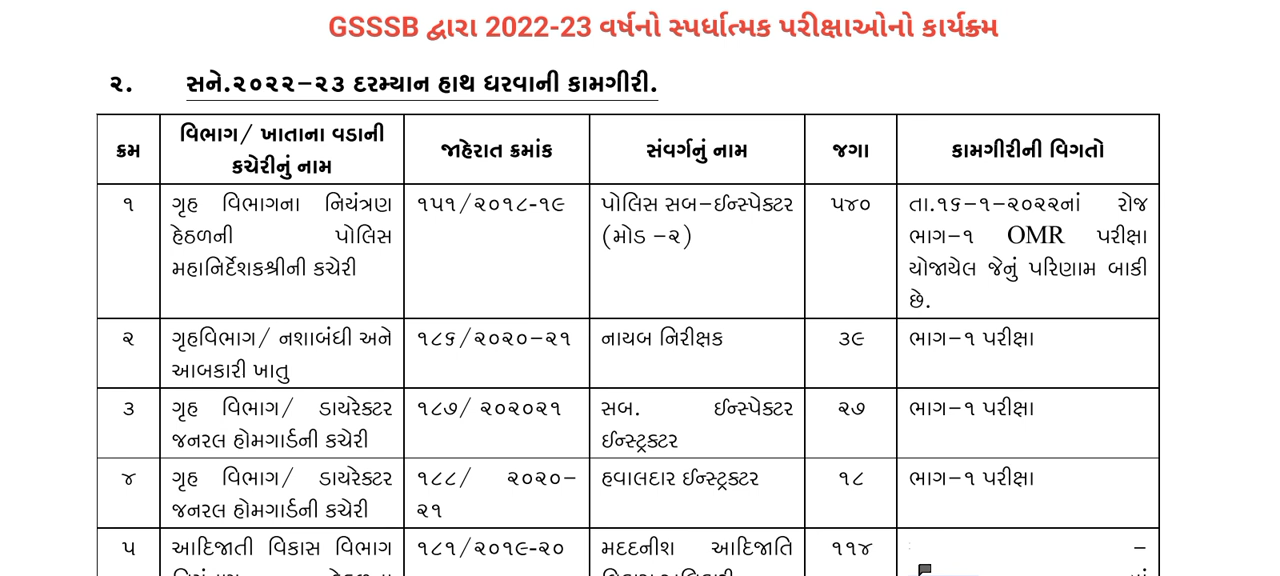 GSSSB દ્વારા 2022-23 વર્ષનો સ્પર્ધાત્મક પરીક્ષાઓનો કાર્યક્ર્મ
૨. સને.૨૦૨૨-૨૩ દરમ્યાન હાથ ધરવાની કામગીરી.
ક્રમ
વિભાગ/ ખાતાના વડાની
કચેરીનું નામ
જાહેરાત ક્રમાંક
સંવર્ગનું નામ
જગા
કામગીરીની વિગતો
૧
ગૃહ વિભાગના નિયંત્રણ
હેઠળની પોલિસ
મહાનિર્દેશકશ્રીની કચેરી
૧૫૧/૨૦૧૮-૧૯
પોલિસ સબ-ઈન્સ્પેક્ટર
(મોડ -૨)
૫૪૦
તા.૧૬-૧-૨૦૨૨નાં રોજ
ભાગ-૧ OMR પરીક્ષા
યોજાયેલ જેનું પરિણામ બાકી
છે.
૨
ગૃહવિભાગ/ નશાબંધી અને
આબકારી ખાતુ
૧૮૬/૨૦૨૦-૨૧
નાયબ નિરીક્ષક
૩૯
ભાગ-૧ પરીક્ષા
૩
ગૃહ વિભાગ/ ડાયરેક્ટર
જનરલ હોમગાર્ડની કચેરી
૧૮૭/ ૨૦૨૦૨૧
સબ. ઈન્સ્પેક્ટર
ઈન્સ્ટ્રક્ટર
૨૭
ભાગ-૧ પરીક્ષા
૪
ગૃહ વિભાગ/ ડાયરેક્ટર
જનરલ હોમગાર્ડની કચેરી
૧૮૮/ ૨૦૨૦-
૨૧
હવાલદાર ઈન્સ્ટ્રક્ટર
૧૮
ભાગ-૧ પરીક્ષા
૫
આદિજાતી વિકાસ વિભાગ
૧૮૧/૨૦૧૯-૨૦
મદદનીશ આદિજાતિ
૧૧૪
–